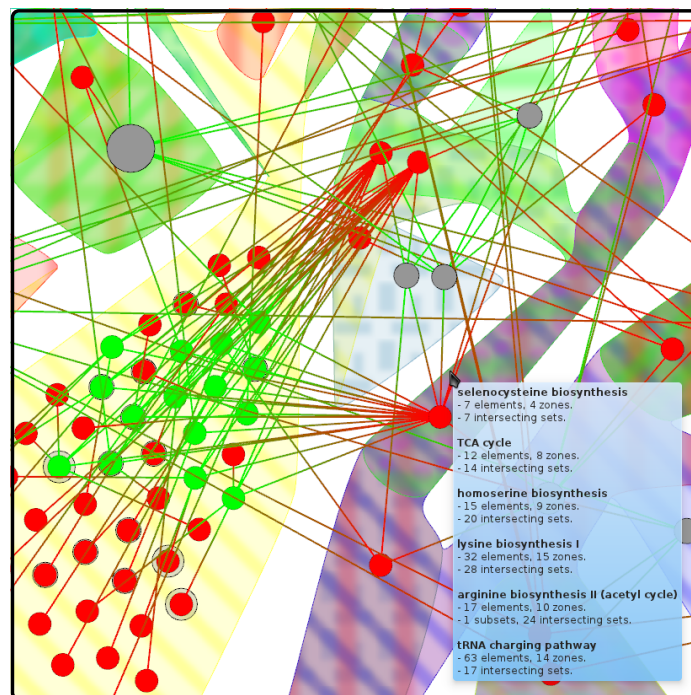 selenocysteine biosynthesis
- 7 elements, 4 zones.
- 7 intersecting sets.
TCA cycle
- 12 elements, 8 zones.
- 14 intersecting sets.
homoserine biosynthesis
- 15 elements, 9 zones.
- 20 intersecting sets.
lysine biosynthesis I
- 32 elements, 15 zones.
- 28 intersecting sets.
arginine biosynthesis II (acetyl cycle)
- 17 elements, 10 zones.
- 1 subsets, 24 intersecting sets.
tRNA charging pathway
- 63 elements, 14 zones.
- 17 intersecting sets.